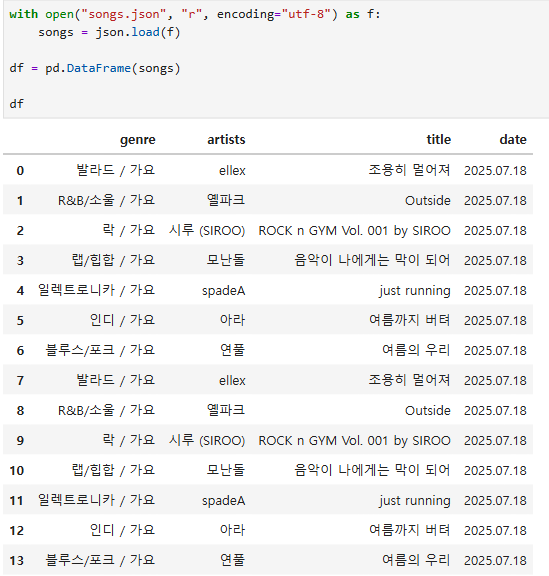 with open("songs.json", "r", encoding="utf-8") as f:
    songs = json.load(f)
df = pd.DataFrame(songs)
df
genre artists title date
0 발라드 / 가요 ellex 조용히 멀어져 2025.07.18
1 R&B/소울 / 가요 옐파크 Outside 2025.07.18
2 락 / 가요 시루 (SIROO) ROCK n GYM Vol. 001 by SIROO 2025.07.18
3 랩/힙합 / 가요 모난돌 음악이 나에게는 막이 되어 2025.07.18
4 일렉트로니카 / 가요 spadeA just running 2025.07.18
5 인디 / 가요 아라 여름까지 버텨 2025.07.18
6 블루스/포크 / 가요 연풀 여름의 우리 2025.07.18
7 발라드 / 가요 ellex 조용히 멀어져 2025.07.18
8 R&B/소울 / 가요 옐파크 Outside 2025.07.18
9 락 / 가요 시루 (SIROO) ROCK n GYM Vol. 001 by SIROO 2025.07.18
10 랩/힙합 / 가요 모난돌 음악이 나에게는 막이 되어 2025.07.18
11 일렉트로니카 / 가요 spadeA just running 2025.07.18
12 인디 / 가요 아라 여름까지 버텨 2025.07.18
13 블루스/포크 / 가요 연풀 여름의 우리 2025.07.18